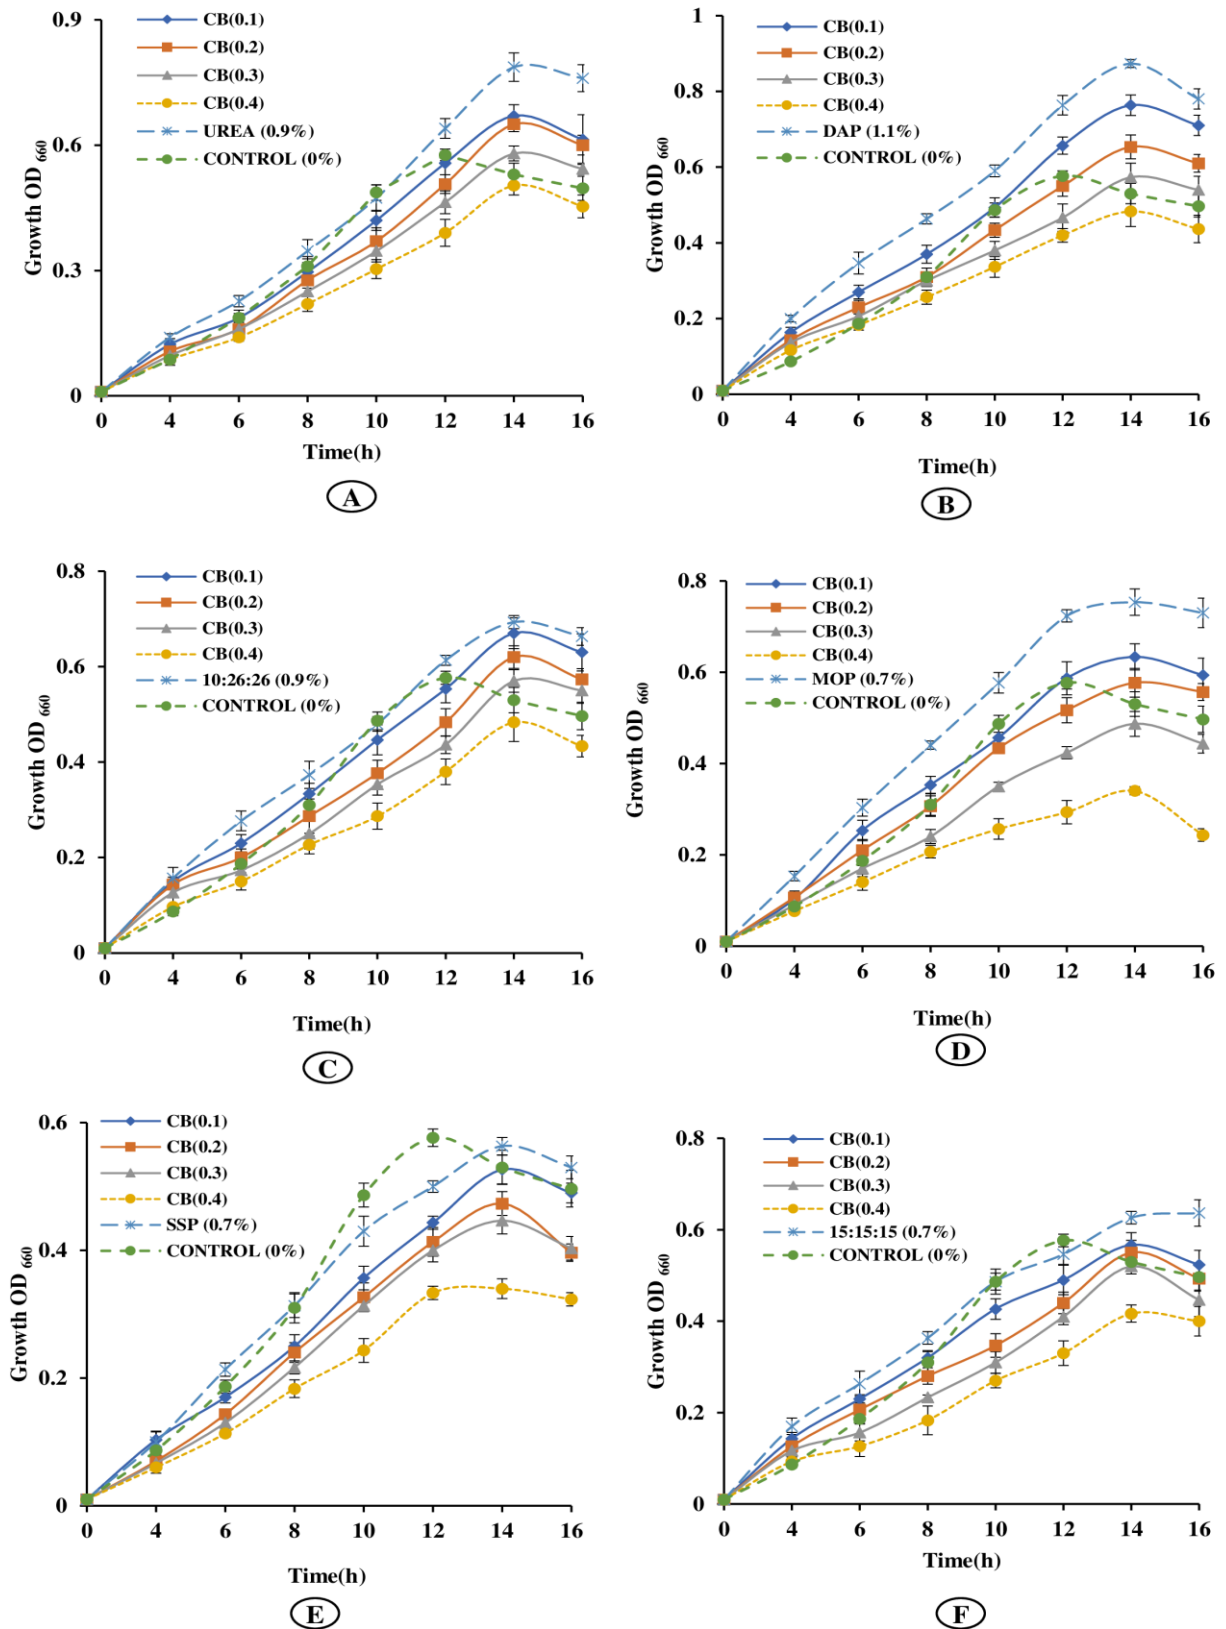 0.9
0.6
0.3
0
Growth OD 660
CB(0.1)
CB(0.2)
CB(0.3)
CB(0.4)
UREA (0.9%)
CONTROL (0%)
0 4 6 8 10 12 14 16
Time(h)
A
1
0.8
0.6
0.4
0.2
0
Growth OD 660
CB(0.1)
CB(0.2)
CB(0.3)
CB(0.4)
DAP (1.1%)
CONTROL (0%)
0 4 6 8 10 12 14 16
Time(h)
B
0.8
0.6
0.4
0.2
0
Growth OD 660
CB(0.1)
CB(0.2)
CB(0.3)
CB(0.4)
10:26:26 (0.9%)
CONTROL (0%)
0 4 6 8 10 12 14 16
Time(h)
C
0.8
0.6
0.4
0.2
0
Growth OD 660
CB(0.1)
CB(0.2)
CB(0.3)
CB(0.4)
MOP (0.7%)
CONTROL (0%)
0 4 6 8 10 12 14 16
Time(h)
D
0.6
0.4
0.2
0
Growth OD 660
CB(0.1)
CB(0.2)
CB(0.3)
CB(0.4)
SSP (0.7%)
CONTROL (0%)
0 4 6 8 10 12 14 16
Time(h)
E
0.8
0.6
0.4
0.2
0
Growth OD 660
CB(0.1)
CB(0.2)
CB(0.3)
CB(0.4)
15:15:15 (0.7%)
CONTROL (0%)
0 4 6 8 10 12 14 16
Time(h)
F